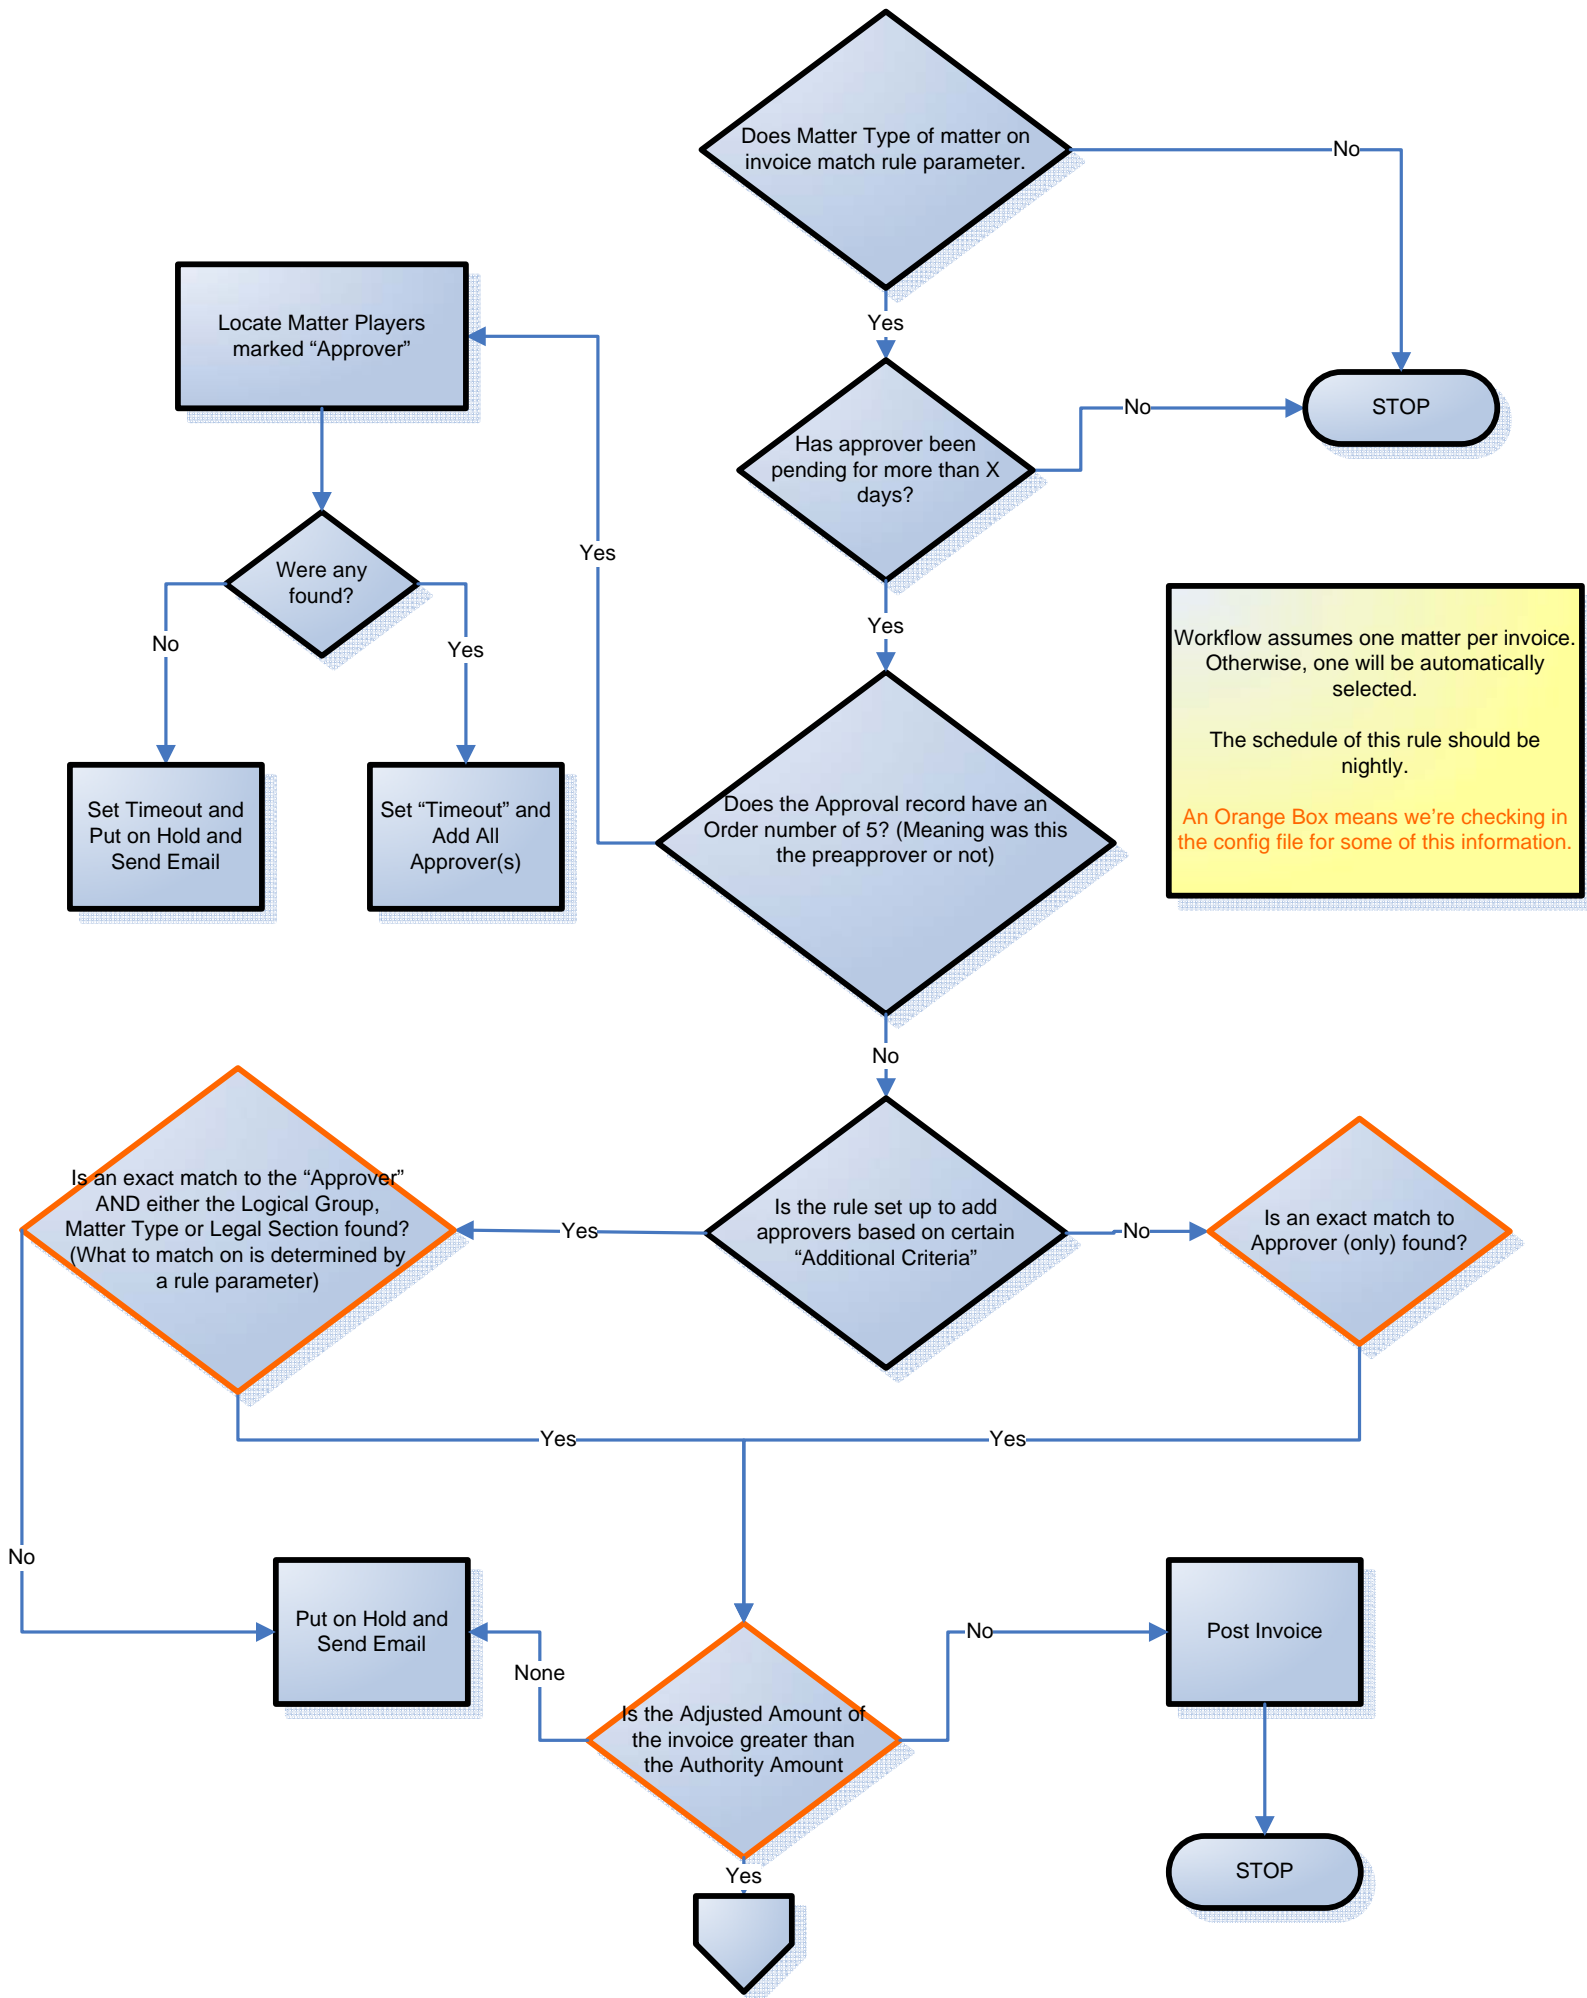 Does Matter Type of matter on
invoice match rule parameter.
No
Yes
Locate Matter Players
marked “Approver”
STOP
No
Has approver been
pending for more than X
days?
Yes
Were any
found?
No
Yes
Yes
Workflow assumes one matter per invoice.
Otherwise, one will be automatically
selected.
The schedule of this rule should be
nightly.
An Orange Box means we’re checking in
the config file for some of this information.
Set Timeout and
Put on Hold and
Send Email
Set “Timeout” and
Add All
Approver(s)
Does the Approval record have an
Order number of 5? (Meaning was this
the preapprover or not)
No
Is an exact match to the “Approver”
AND either the Logical Group,
Matter Type or Legal Section found?
(What to match on is determined by
a rule parameter)
Yes
Is the rule set up to add
approvers based on certain
“Additional Criteria”
No
Is an exact match to
Approver (only) found?
Yes
Yes
No
Put on Hold and
Send Email
None
No
Post Invoice
Is the Adjusted Amount of
the invoice greater than
the Authority Amount
Yes
STOP